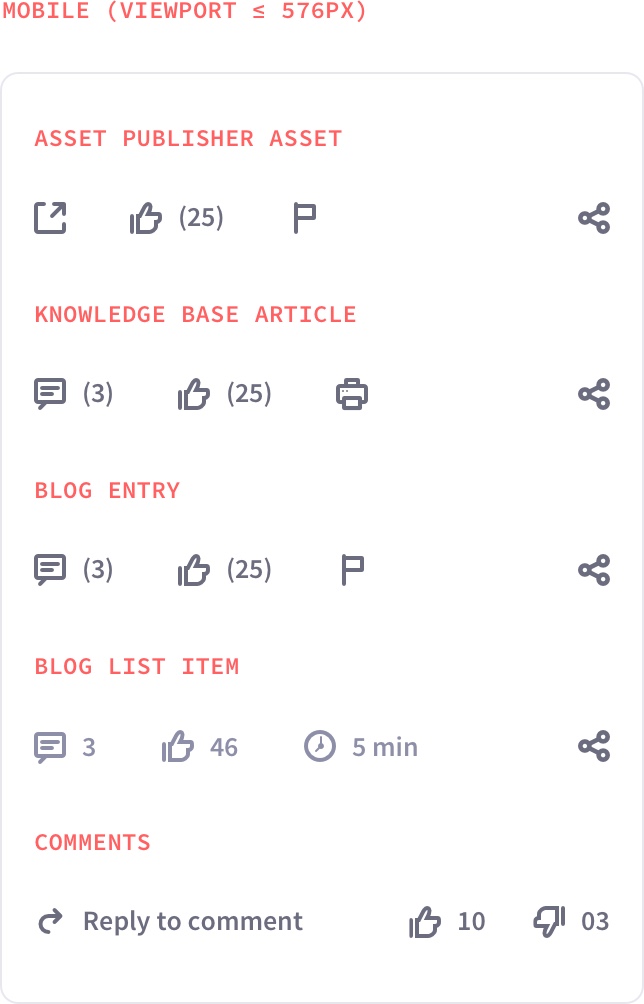 MOBILE (VIEWPORT ≤ 576PX)
ASSET PUBLISHER ASSET
(25)
KNOWLEDGE BASE ARTICLE
(3) (25)
BLOG ENTRY
(3) (25)
BLOG LIST ITEM
3 46 5 min
COMMENTS
Reply to comment 10 03